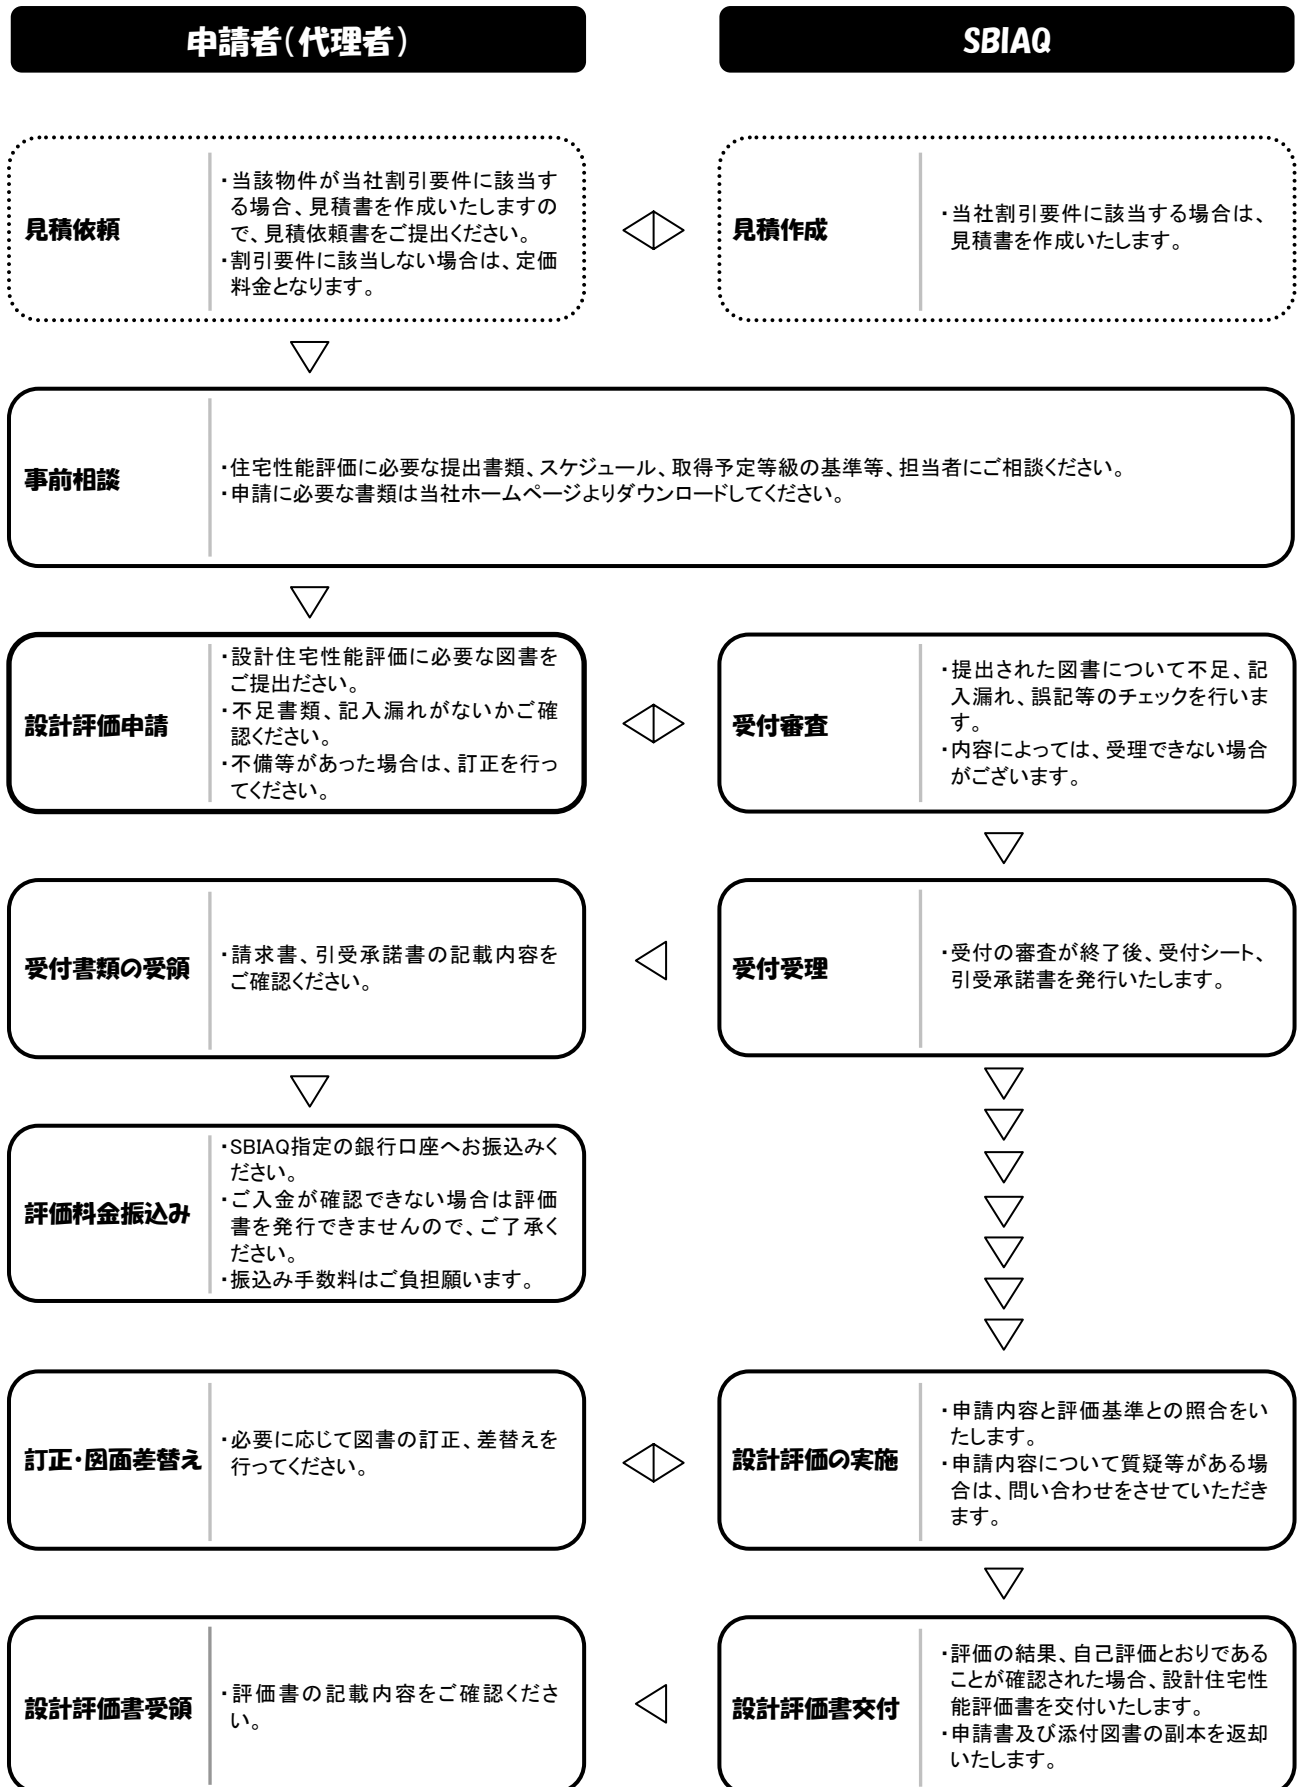 申請者(代理者)
SBIAQ
見積依頼
・当該物件が当社割引要件に該当す
る場合、見積書を作成いたしますの
で、見積依頼書をご提出ください。
・割引要件に該当しない場合は、定価
料金となります。
見積作成
・当社割引要件に該当する場合は、
見積書を作成いたします。
事前相談
・住宅性能評価に必要な提出書類、スケジュール、取得予定等級の基準等、担当者にご相談ください。
・申請に必要な書類は当社ホームページよりダウンロードしてください。
設計評価申請
・設計住宅性能評価に必要な図書を
ご提出ださい。
・不足書類、記入漏れがないかご確
認ください。
・不備等があった場合は、訂正を行っ
てください。
受付審査
・提出された図書について不足、記
入漏れ、誤記等のチェックを行いま
す。
・内容によっては、受理できない場合
がございます。
受付書類の受領
・請求書、引受承諾書の記載内容を
ご確認ください。
受付受理
・受付の審査が終了後、受付シート、
引受承諾書を発行いたします。
評価料金振込み
・SBIAQ指定の銀行口座へお振込みく
ださい。
・ご入金が確認できない場合は評価
書を発行できませんので、ご了承く
ださい。
・振込み手数料はご負担願います。
訂正・図面差替え
・必要に応じて図書の訂正、差替えを
行ってください。
設計評価の実施
・申請内容と評価基準との照合をい
たします。
・申請内容について質疑等がある場
合は、問い合わせをさせていただき
ます。
設計評価書受領
・評価書の記載内容をご確認くださ
い。
設計評価書交付
・評価の結果、自己評価とおりである
ことが確認された場合、設計住宅性
能評価書を交付いたします。
・申請書及び添付図書の副本を返却
いたします。